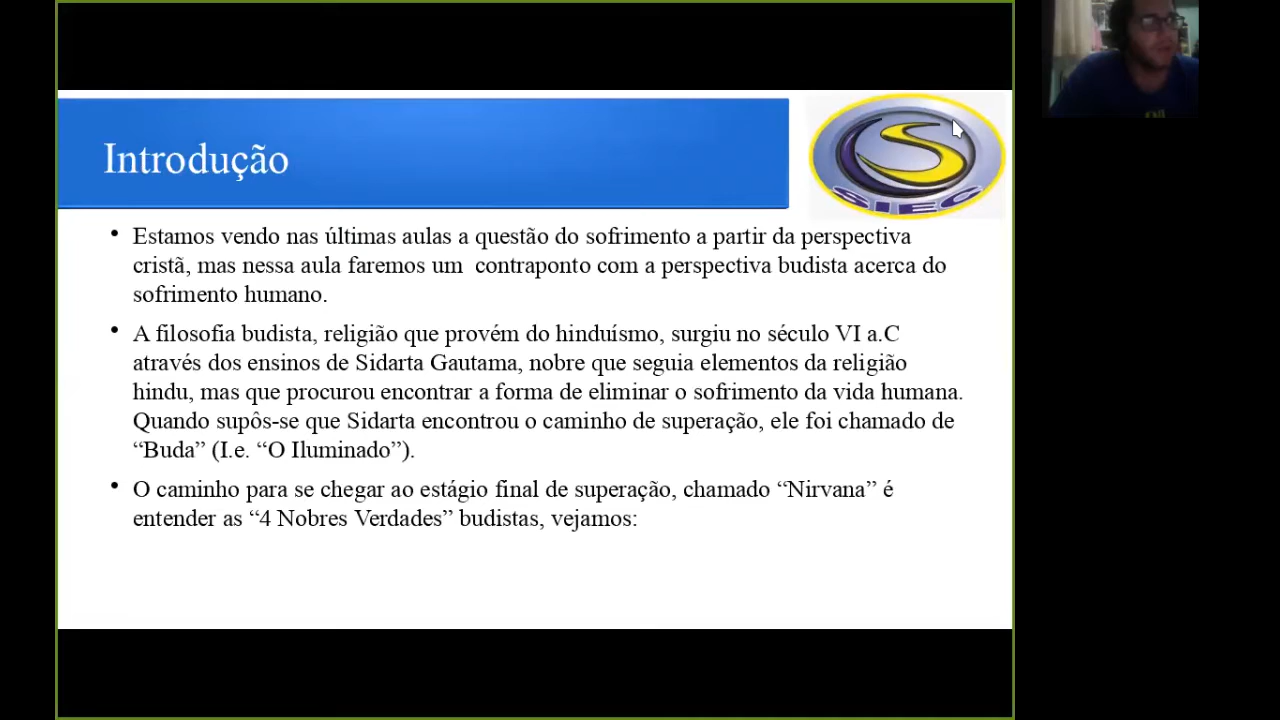 Introdução
SIEC
Estamos vendo nas últimas aulas a questão do sofrimento a partir da perspectiva
cristã, mas nessa aula faremos um contraponto com a perspectiva budista acerca do
sofrimento humano.
A filosofia budista, religião que provém do hinduísmo, surgiu no século VI a.C
através dos ensinos de Sidarta Gautama, nobre que seguia elementos da religião
hindu, mas que procurou encontrar a forma de eliminar o sofrimento da vida humana.
Quando supôs-se que Sidarta encontrou o caminho de superação, ele foi chamado de
“Buda” (I.e. “O Iluminado”).
O caminho para se chegar ao estágio final de superação, chamado “Nirvana” é
entender as “4 Nobres Verdades” budistas, vejamos: